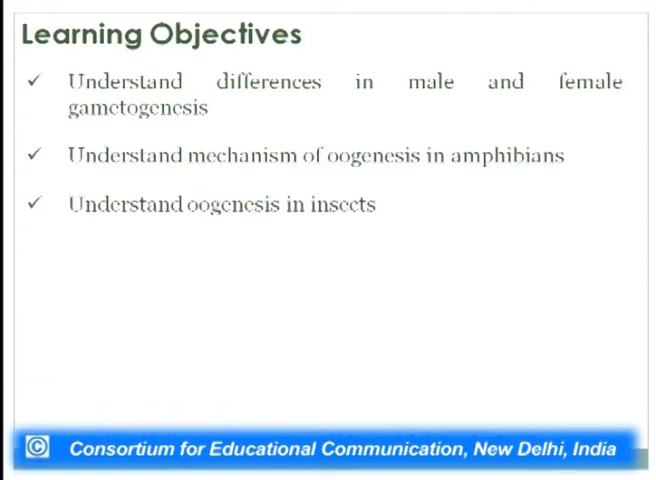 Learning Objectives
✓ Understand differences in male and female
gametogenesis
✓ Understand mechanism of oogenesis in amphibians
✓ Understand oogenesis in insects
© Consortium for Educational Communication, New Delhi, India